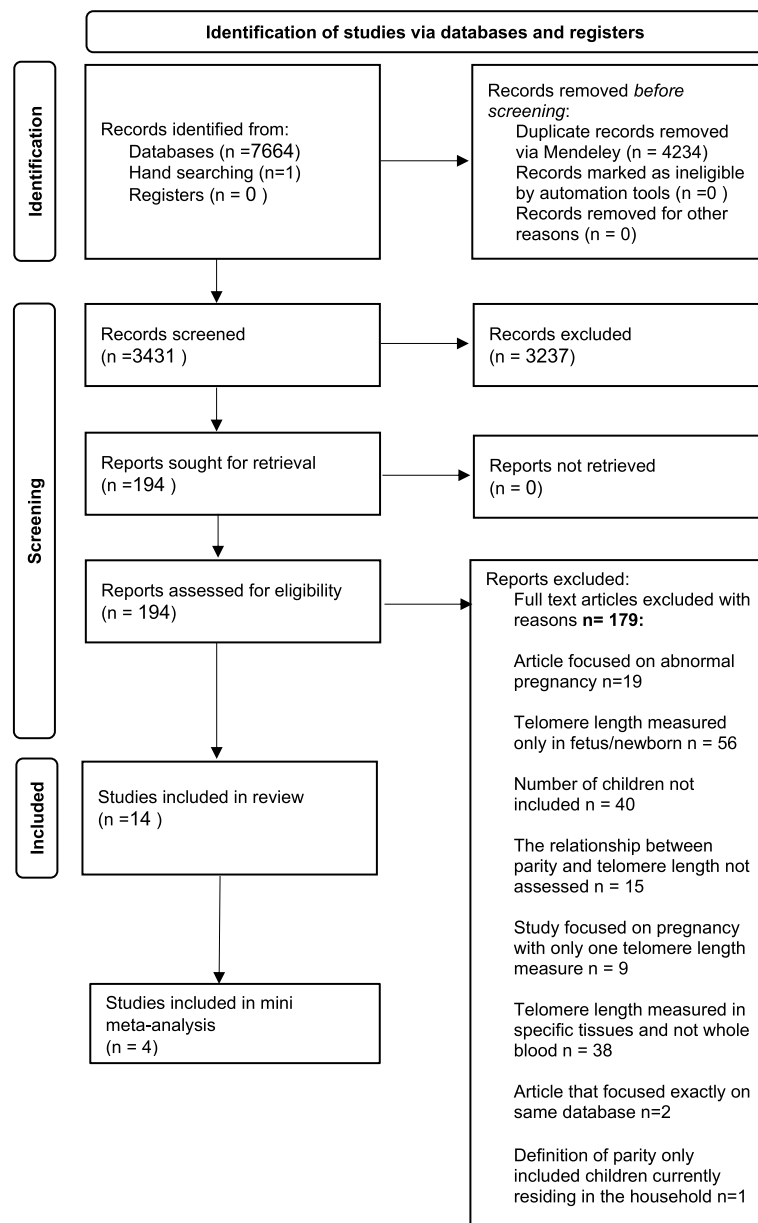 Identification of studies via databases and registers
Identification
Records identified from:
Databases (n =7664)
Hand searching (n=1)
Registers (n = 0 )
Records removed before
screening:
Duplicate records removed
via Mendeley (n = 4234)
Records marked as ineligible
by automation tools (n =0 )
Records removed for other
reasons (n = 0)
Screening
Records screened
(n =3431 )
Records excluded
(n = 3237)
Reports sought for retrieval
(n =194 )
Reports not retrieved
(n = 0)
Reports assessed for eligibility
(n = 194)
Reports excluded:
Full text articles excluded with
reasons n= 179:
Article focused on abnormal
pregnancy n=19
Telomere length measured
only in fetus/newborn n = 56
Number of children not
included n = 40
The relationship between
parity and telomere length not
assessed n = 15
Study focused on pregnancy
with only one telomere length
measure n = 9
Telomere length measured in
specific tissues and not whole
blood n = 38
Article that focused exactly on
same database n=2
Definition of parity only
included children currently
residing in the household n=1
Included
Studies included in review
(n =14 )
Studies included in mini
meta-analysis
(n = 4)